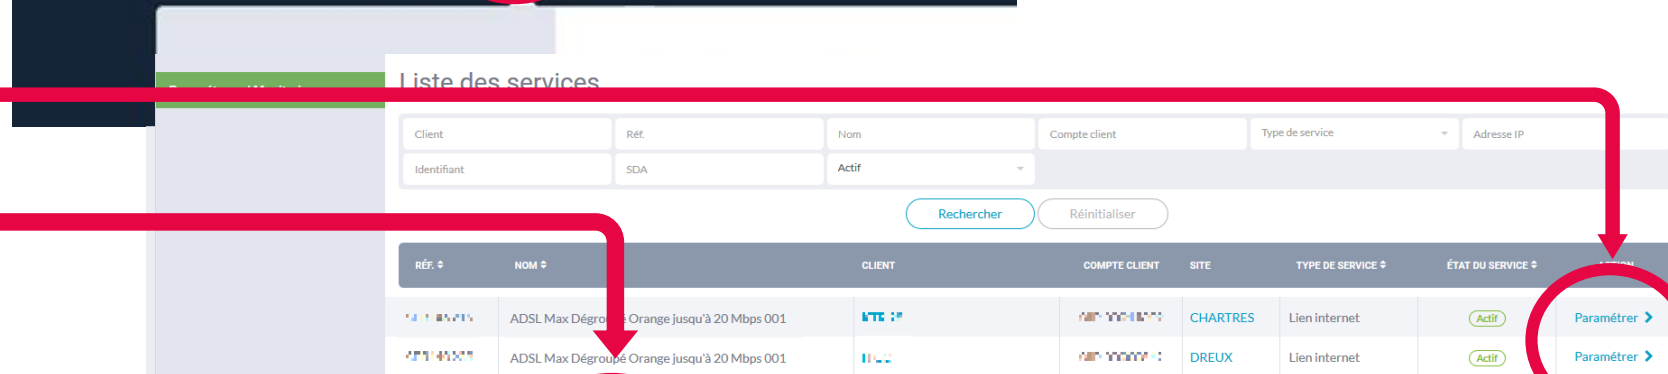 Liste des services
Client Réf. Nom Compte client Type de service Adresse IP
Identifiant SDA Actif
Rechercher Réinitialiser
RÉF. NOM CLIENT COMPTE CLIENT SITE TYPE DE SERVICE ÉTAT DU SERVICE ACTION
ADSL Max Dégroupé Orange jusqu'à 20 Mbps 001 CHARTRES Lien internet Actif Paramétrer
ADSL Max Dégroupé Orange jusqu'à 20 Mbps 001 DREUX Lien internet Actif Paramétrer